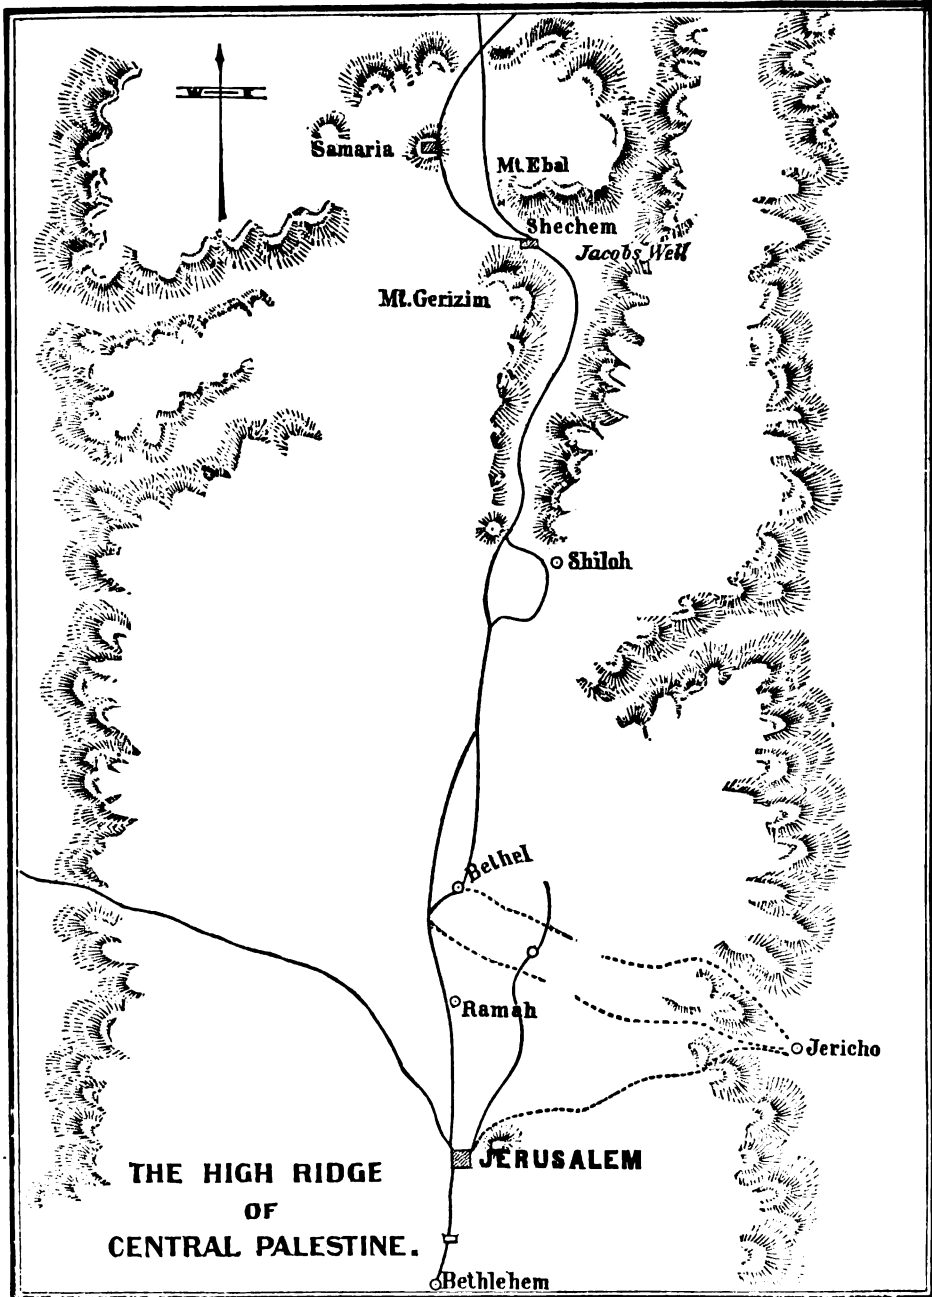 W E
Samaria
Mt. Ebal
Shechem
Jacobs Well
Mt. Gerizim
Shiloh
Bethel
Ramah
Jericho
JERUSALEM
THE HIGH RIDGE
OF
CENTRAL PALESTINE.
Bethlehem